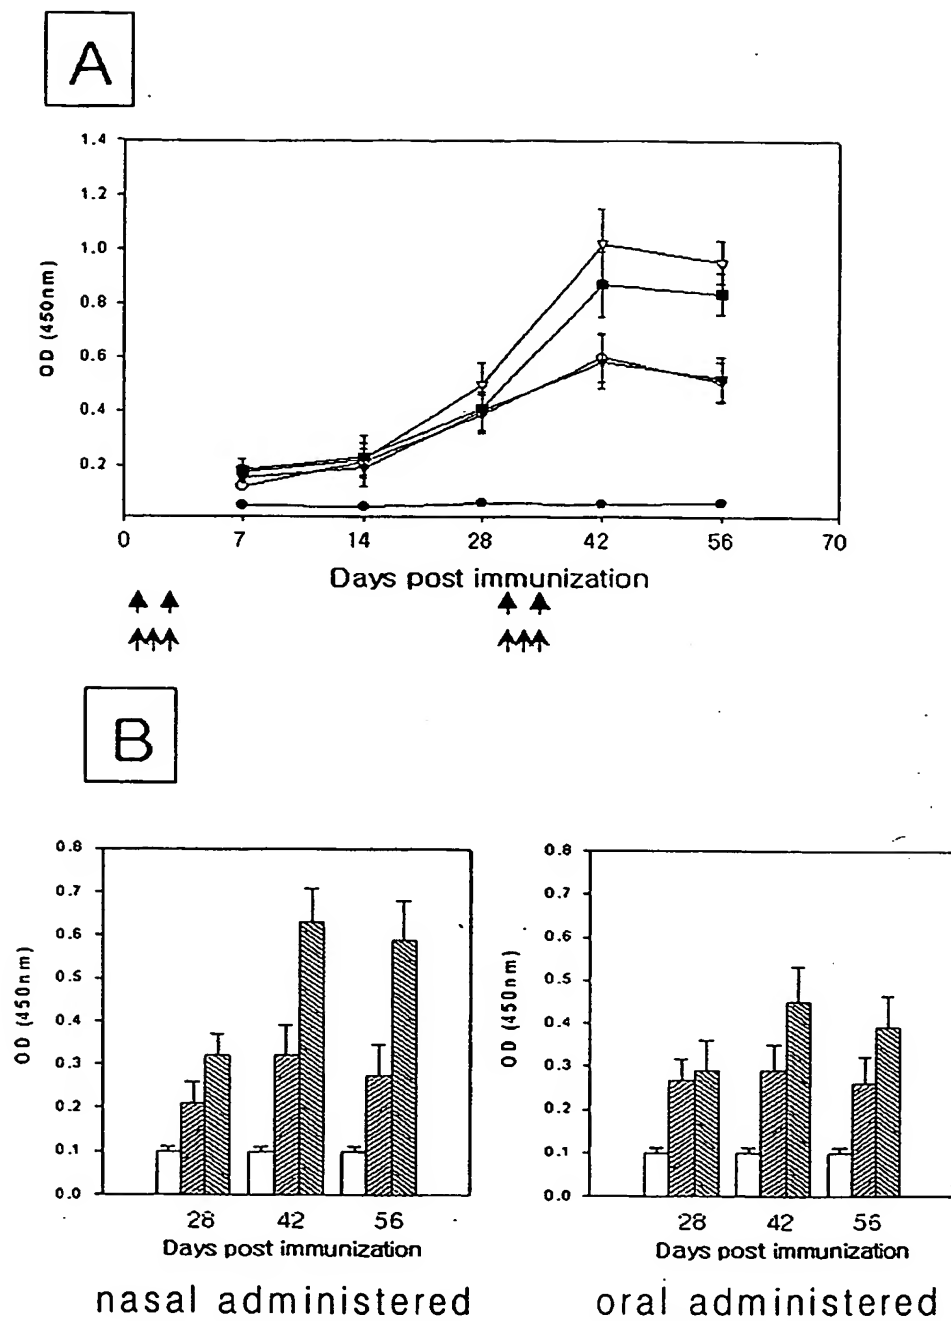 A
1.4
1.2
1.0
0.8
0.6
0.4
0.2
OD (450nm)
0 7 14 28 42 56 70
Days post immunization
B
0.8
0.7
0.6
0.5
0.4
0.3
0.2
0.1
0.0
OD (450nm)
28 42 56
Days post immunization
nasal administered
0.8
0.7
0.6
0.5
0.4
0.3
0.2
0.1
0.0
OD (450nm)
28 42 56
Days post immunization
oral administered